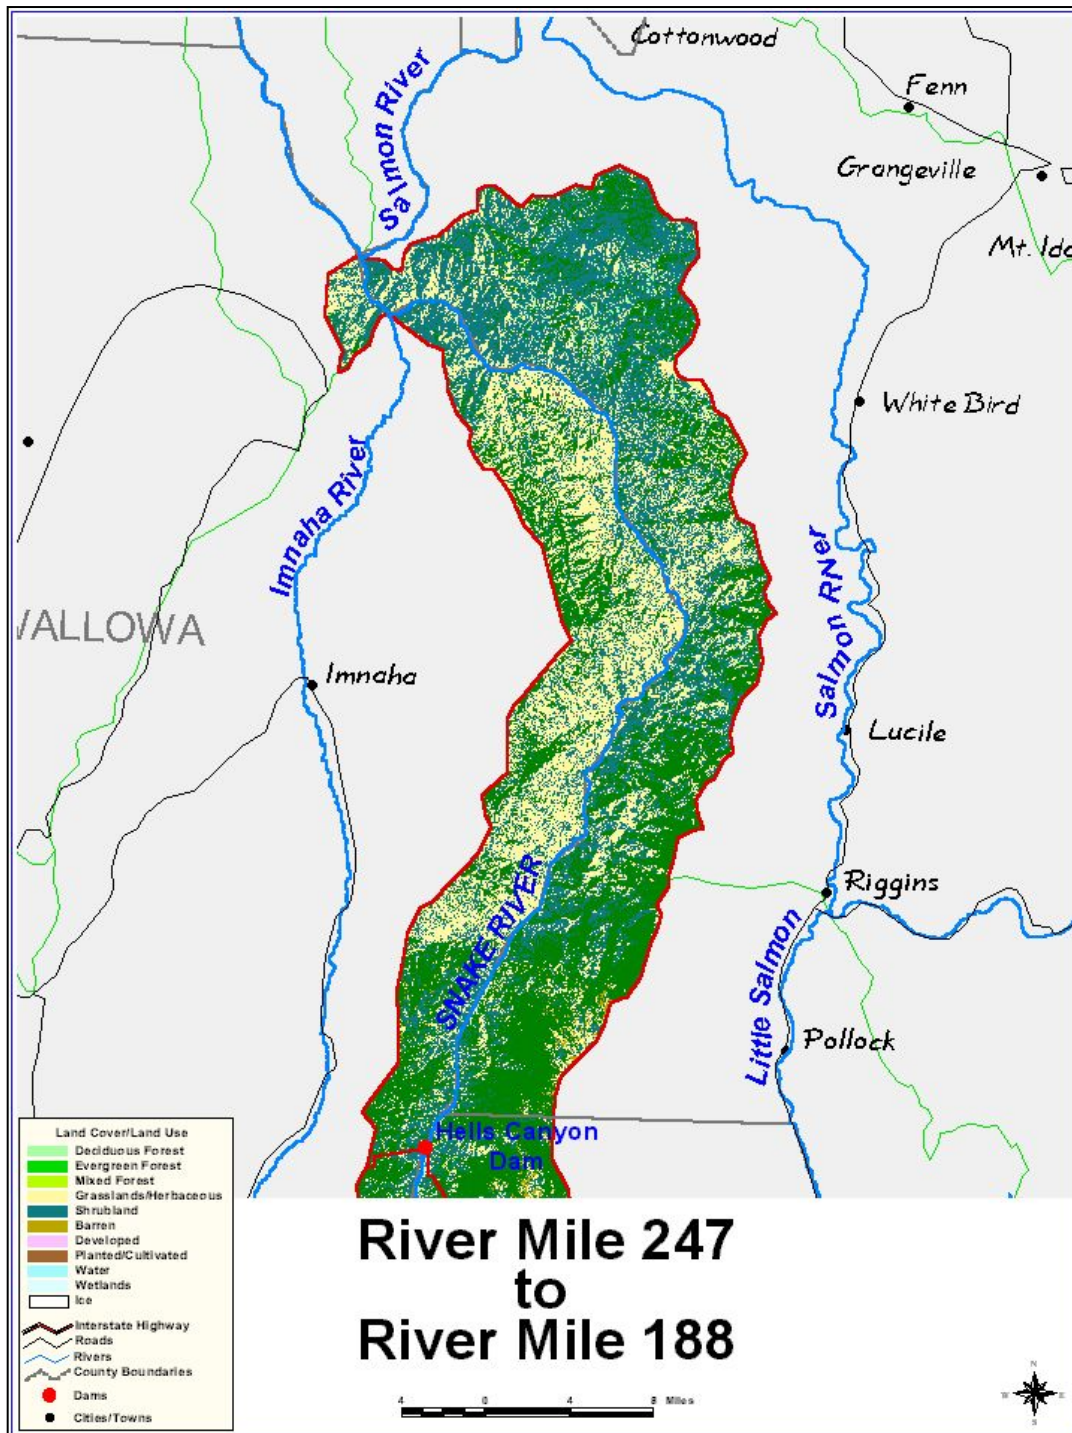 Cottonwood
Salmon River
Fenn
Grangeville
Mt. Ida
White Bird
Imnaha River
WALLOWA
Salmon River
Imnaha
Lucile
SNAKE RIVER
Riggins
Little Salmon
Pollock
Hells Canyon
Dam
Land Cover/Land Use
Deciduous Forest
Evergreen Forest
Mixed Forest
Grasslands/Herbaceous
Shrubland
Barren
Developed
Planted/Cultivated
Water
Wetlands
Ice
Interstate Highway
Roads
Rivers
County Boundaries
Dams
Cities/Towns
River Mile 247
to
River Mile 188
4 0 4 8 Miles
N
W E
S